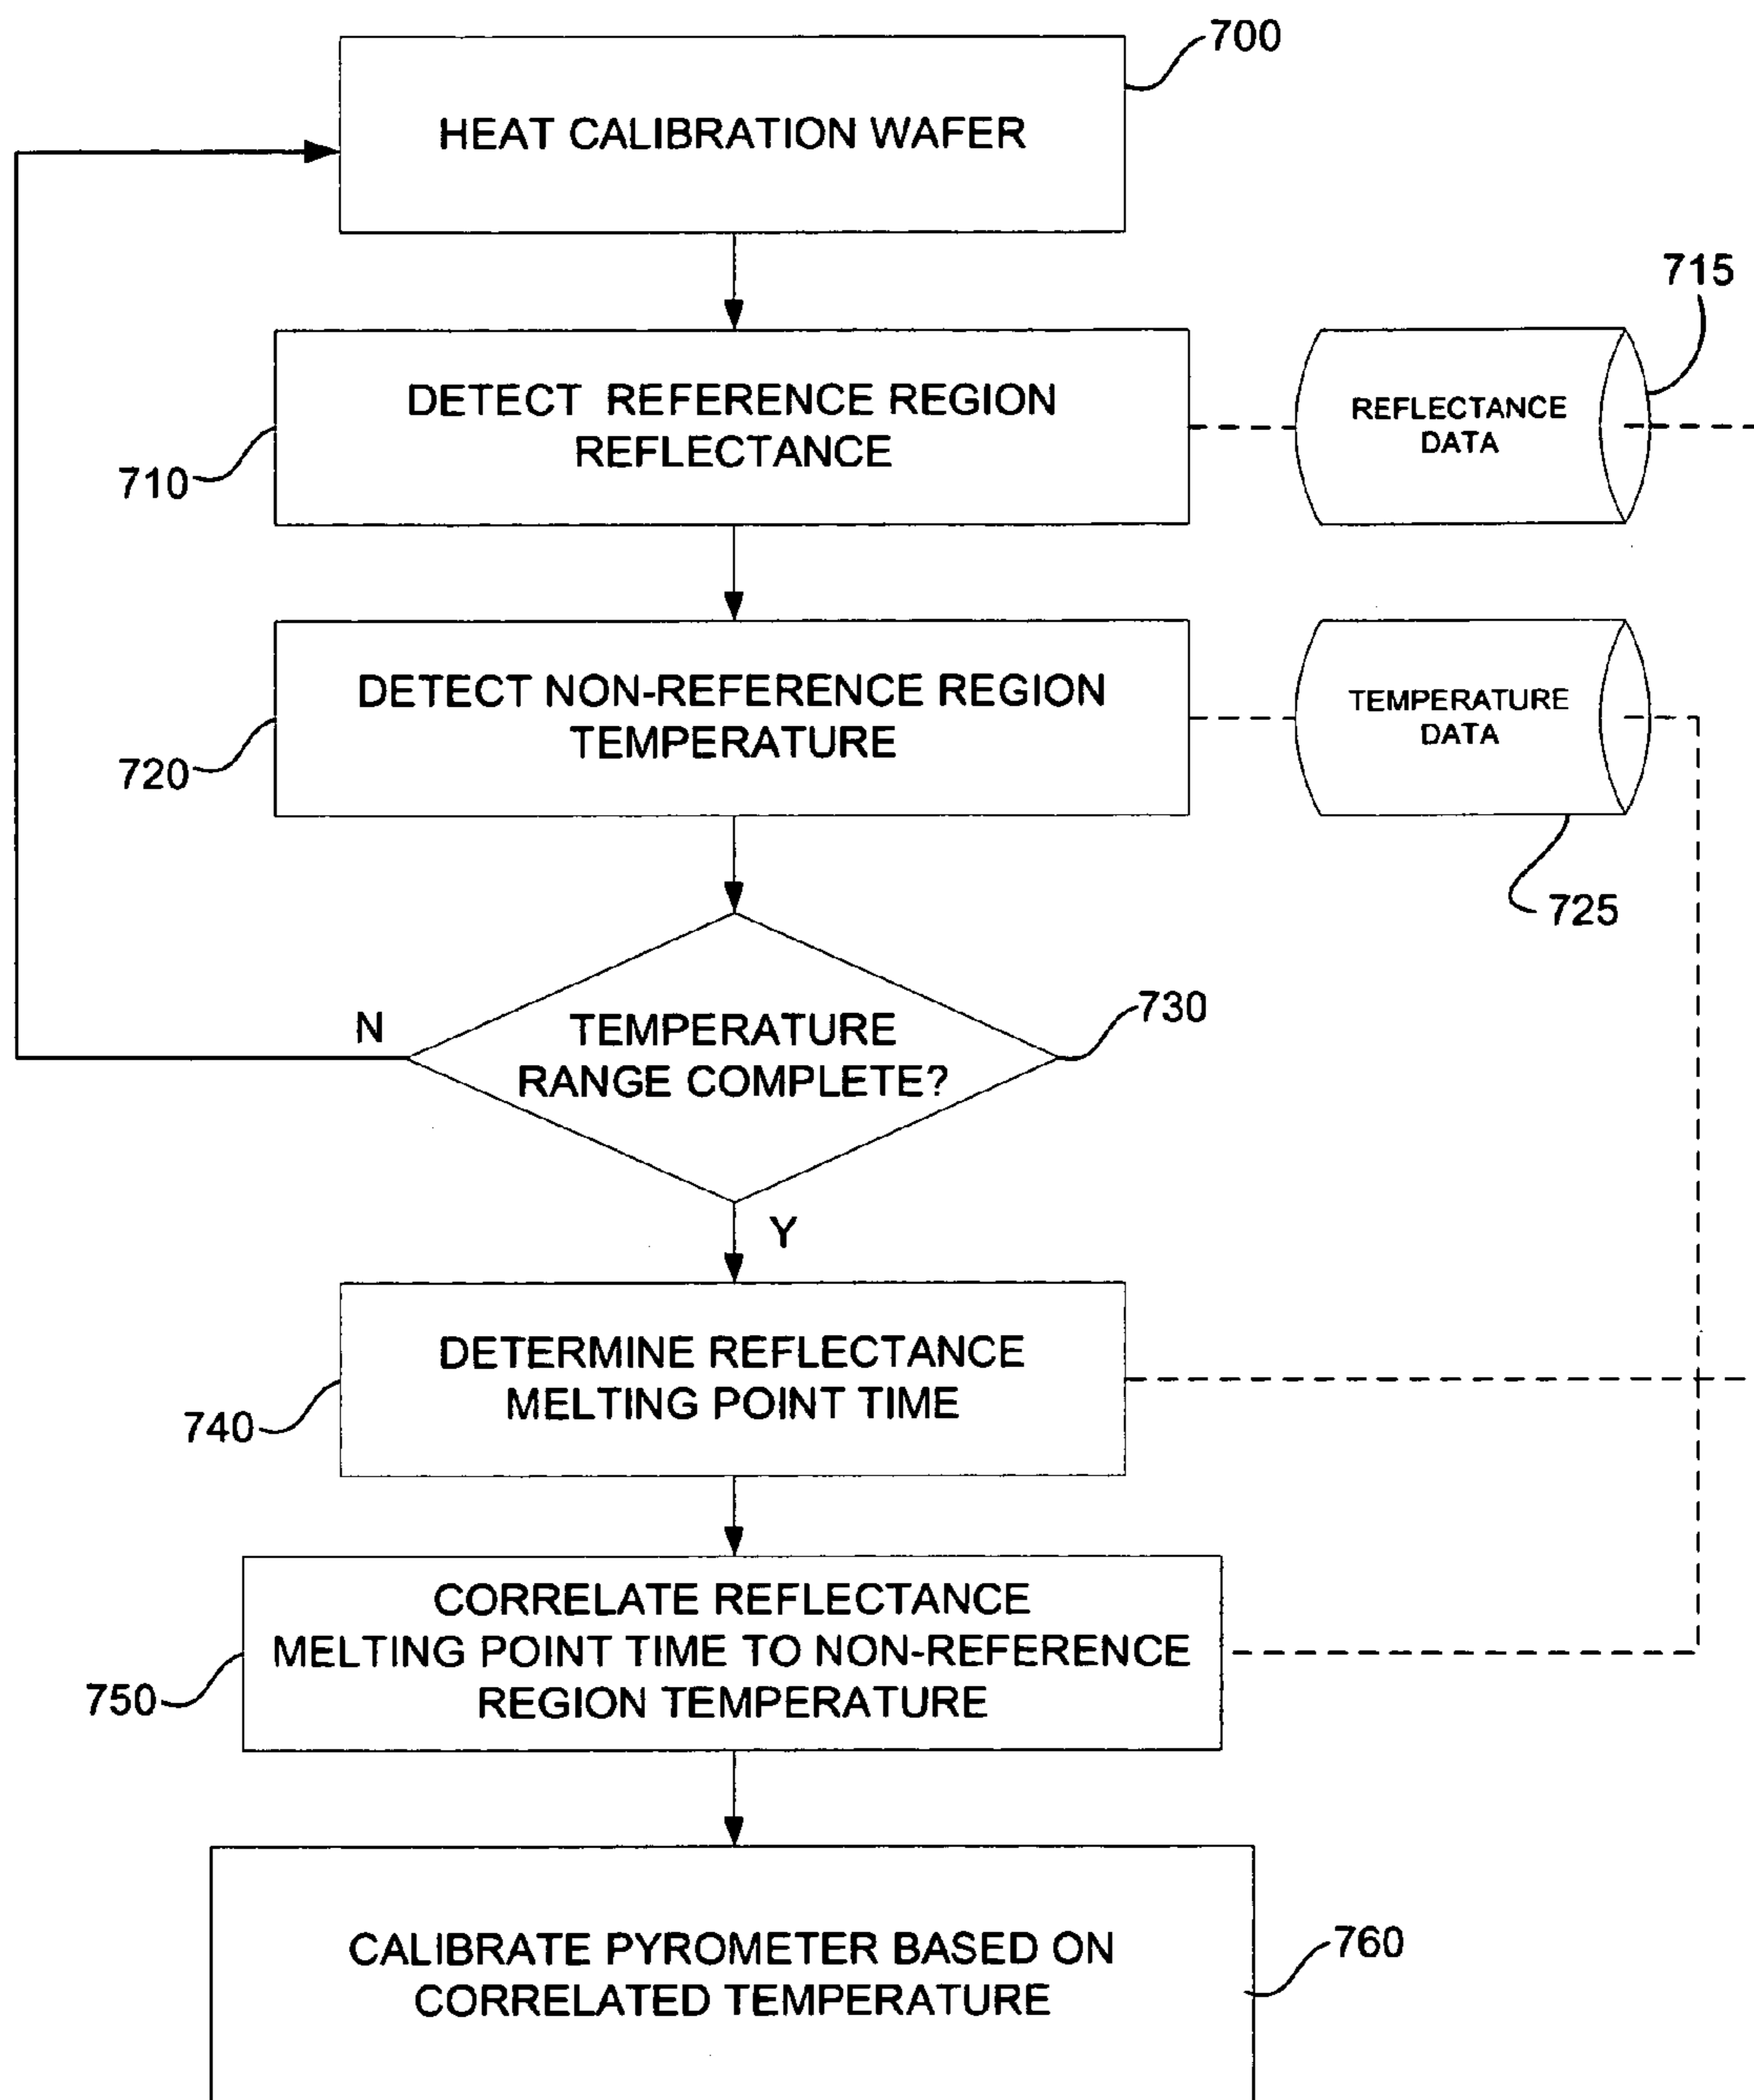 700
HEAT CALIBRATION WAFER
715
DETECT REFERENCE REGION
REFLECTANCE
710
REFLECTANCE
DATA
DETECT NON-REFERENCE REGION
TEMPERATURE
720
TEMPERATURE
DATA
725
730
N
TEMPERATURE
RANGE COMPLETE?
Y
DETERMINE REFLECTANCE
MELTING POINT TIME
740
CORRELATE REFLECTANCE
MELTING POINT TIME TO NON-REFERENCE
REGION TEMPERATURE
750
CALIBRATE PYROMETER BASED ON
CORRELATED TEMPERATURE
760